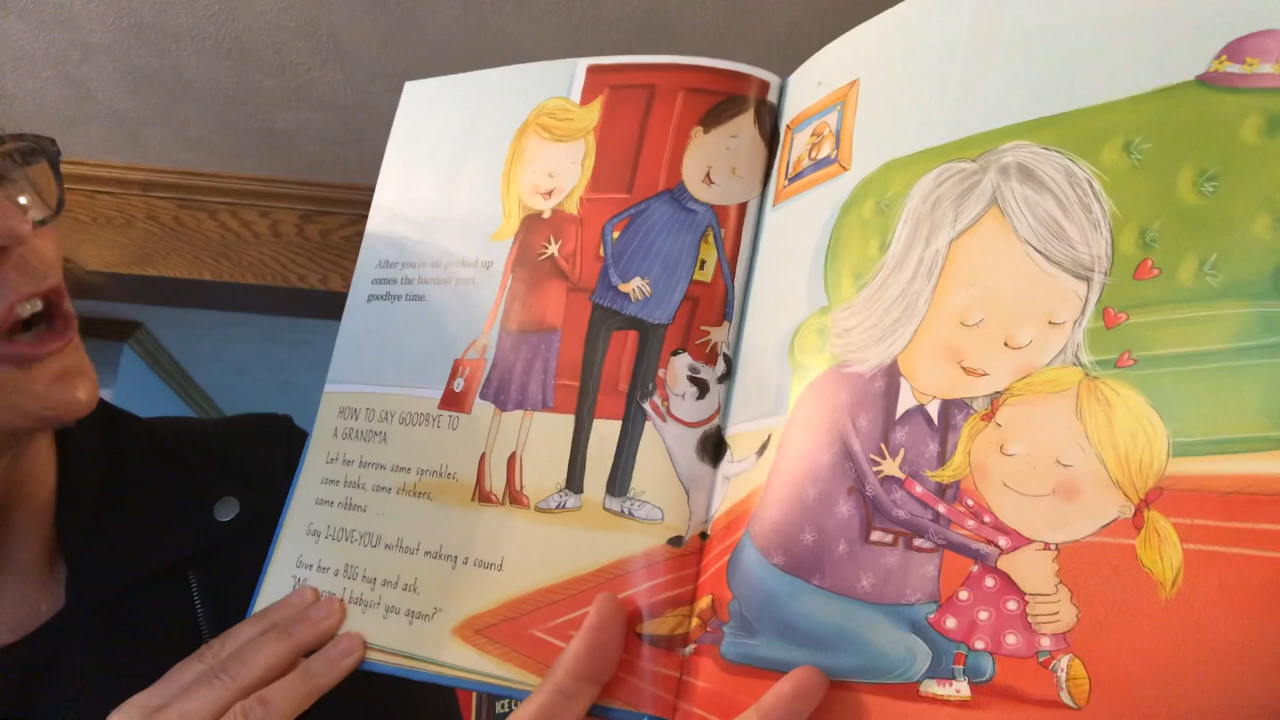 After you're all packed up
comes the hardest part,
goodbye time.
HOW TO SAY GOODBYE TO
A GRANDMA:
Let her borrow some sprinkles,
some books, some stickers,
some ribbons ...
Say I-LOVE-YOU! without making a sound.
Give her a BIG hug and ask,
can I babysit you again?"
ICE